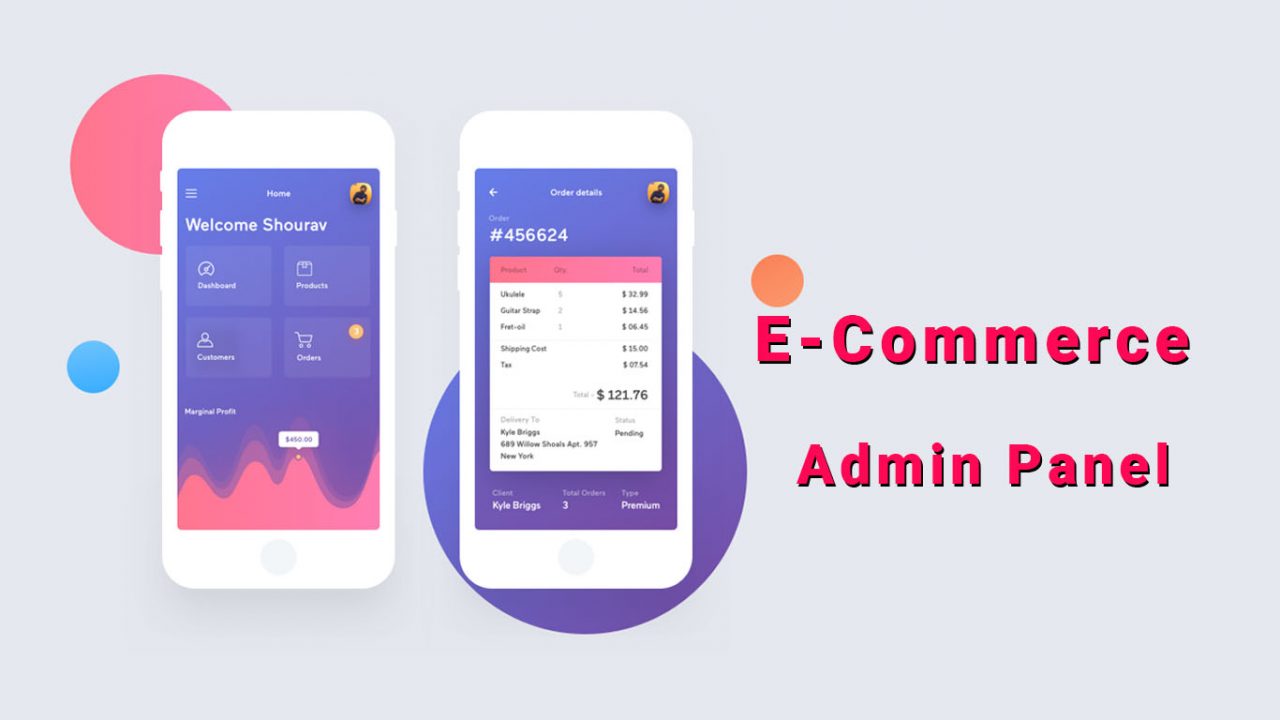 Home
Welcome Shourav
Dashboard
Products
Customers
Orders
3
Marginal Profit
$450.00
Order details
Order
#456624
Product Qty. Total
Ukulele 5 $ 32.99
Guitar Strap 2 $ 14.56
Fret-oil 1 $ 06.45
Shipping Cost $ 15.00
Tax $ 07.54
Total - $ 121.76
Delivery To Status
Kyle Briggs Pending
689 Willow Shoals Apt. 957
New York
Client Total Orders Type
Kyle Briggs 3 Premium
E-Commerce
Admin Panel